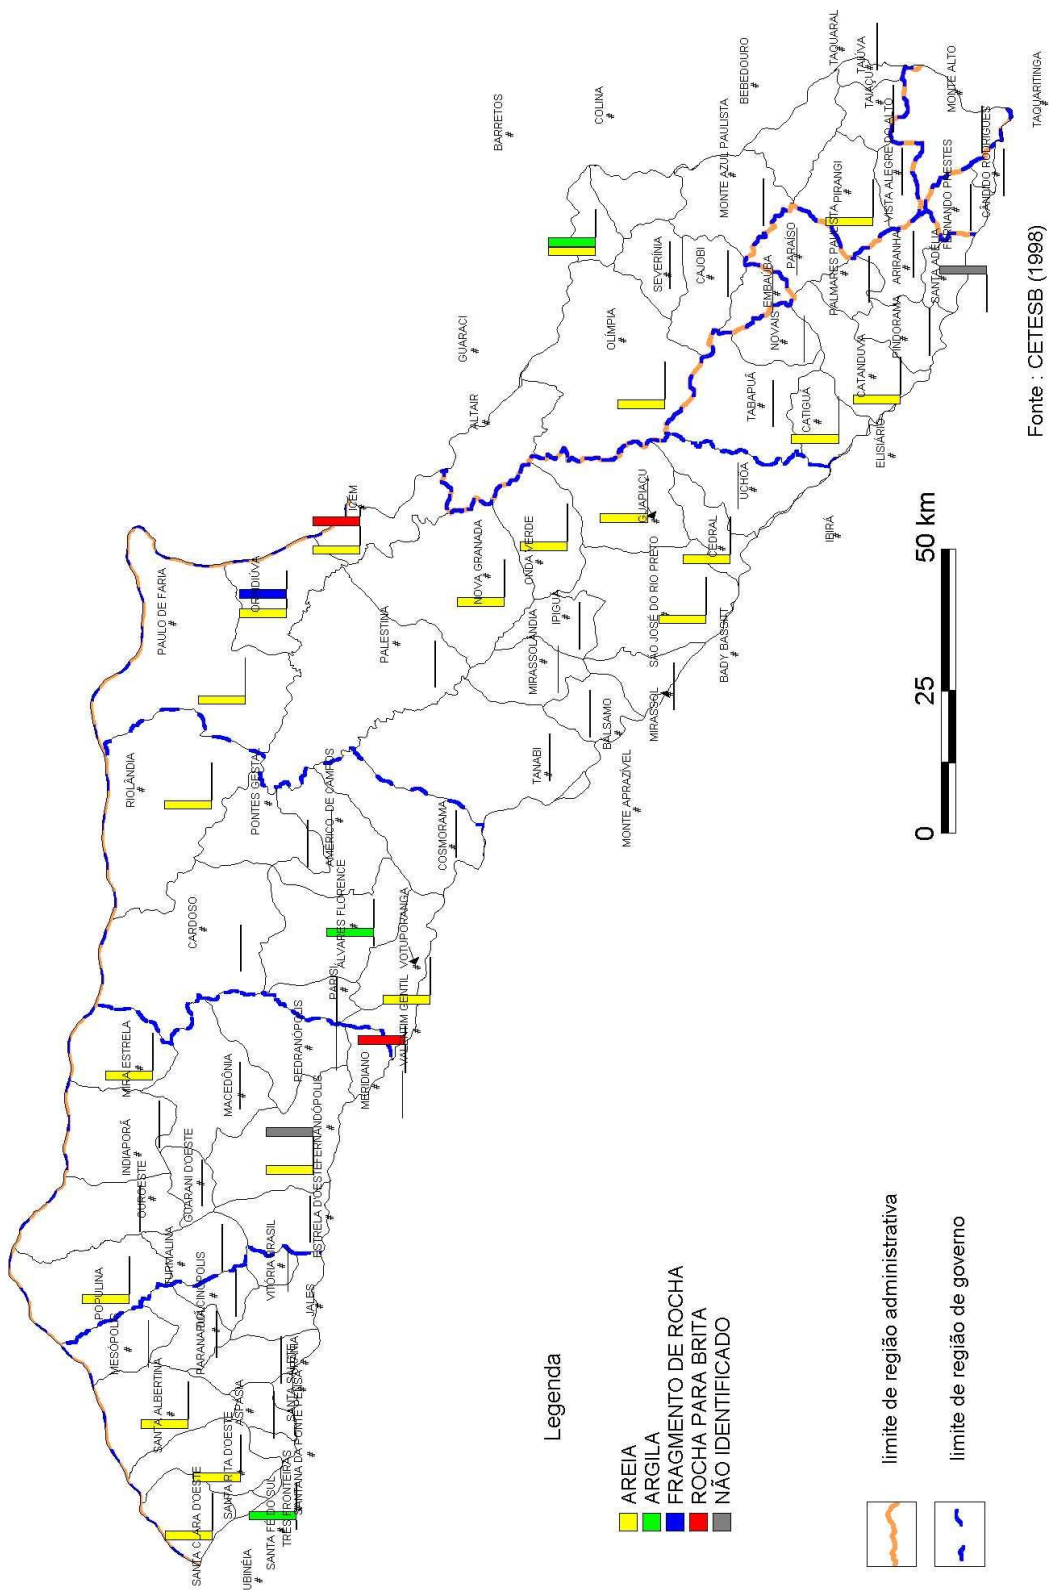 TAQUARAL
TAIÚVA
TAIAÇU
BEBEDOURO
MONTE ALTO
TAQUARITINGA
COLINA
BARRETOS
MONTE AZUL PAULISTA
VISTA ALEGRE DO ALTO
PIRANGI
CÂNDIDO RODRIGUES
FERNANDO PRESTES
PALMARES PAULISTA
PARAÍSO
ARIRANHA
SANTA ADÉLIA
SEVERÍNIA
CAJOBI
EMBAÚBA
NOVAIS
PINDORAMA
CATANDUVA
OLÍMPIA
GUARACI
TABAPUÃ
CATIGUÁ
ELISIÁRIO
ALTAIR
UCHOA
IBIRÁ
ICÉM
GUAPIAÇU
CEDRAL
ONDA VERDE
NOVA GRANADA
ORINDIÚVA
PAULO DE FARIA
PALESTINA
IPIGUÁ
MIRASSOLÂNDIA
SÃO JOSÉ DO RIO PRETO
BADY BASSITT
MIRASSOL
BÁLSAMO
TANABI
MONTE APRAZÍVEL
RIOLÂNDIA
PONTES GESTAL
AMÉRICO DE CAMPOS
COSMORAMA
ÁLVARES FLORENCE
VOTUPORANGA
CARDOSO
PARISI
VALENTIM GENTIL
MERIDIANO
PEDRANÓPOLIS
MIRA ESTRELA
MACEDÔNIA
FERNANDÓPOLIS
INDIAPORÃ
OUROESTE
GUARANI D'OESTE
ESTRELA D'OESTE
POPULINA
TURMALINA
VITÓRIA BRASIL
JALES
MESÓPOLIS
PARANAPUÃ
SANTA ALBERTINA
ASPÁSIA
SANTA RITA D'OESTE
SANTANA DA PONTE PENSA
TRÊS FRONTEIRAS
SANTA FÉ DO SUL
SANTA CLARA D'OESTE
RUBINÉIA
Fonte : CETESB (1998)
0 25 50 km
Legenda
AREIA
ARGILA
FRAGMENTO DE ROCHA
ROCHA PARA BRITA
NÃO IDENTIFICADO
limite de região administrativa
limite de região de governo